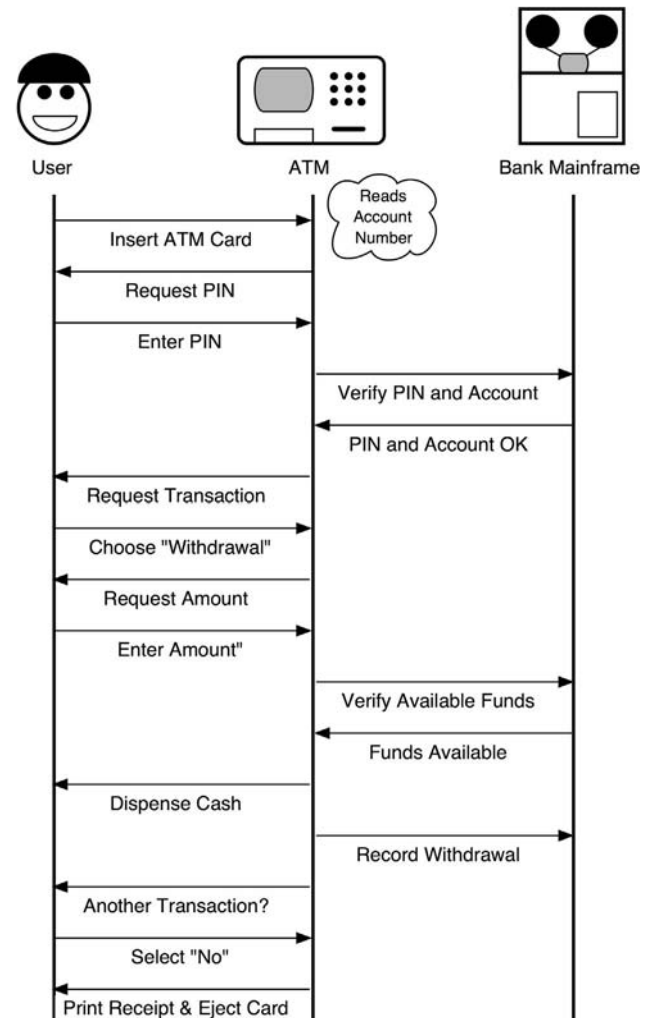 User
ATM
Bank Mainframe
Reads
Account
Number
Insert ATM Card
Request PIN
Enter PIN
Verify PIN and Account
PIN and Account OK
Request Transaction
Choose "Withdrawal"
Request Amount
Enter Amount"
Verify Available Funds
Funds Available
Dispense Cash
Record Withdrawal
Another Transaction?
Select "No"
Print Receipt & Eject Card